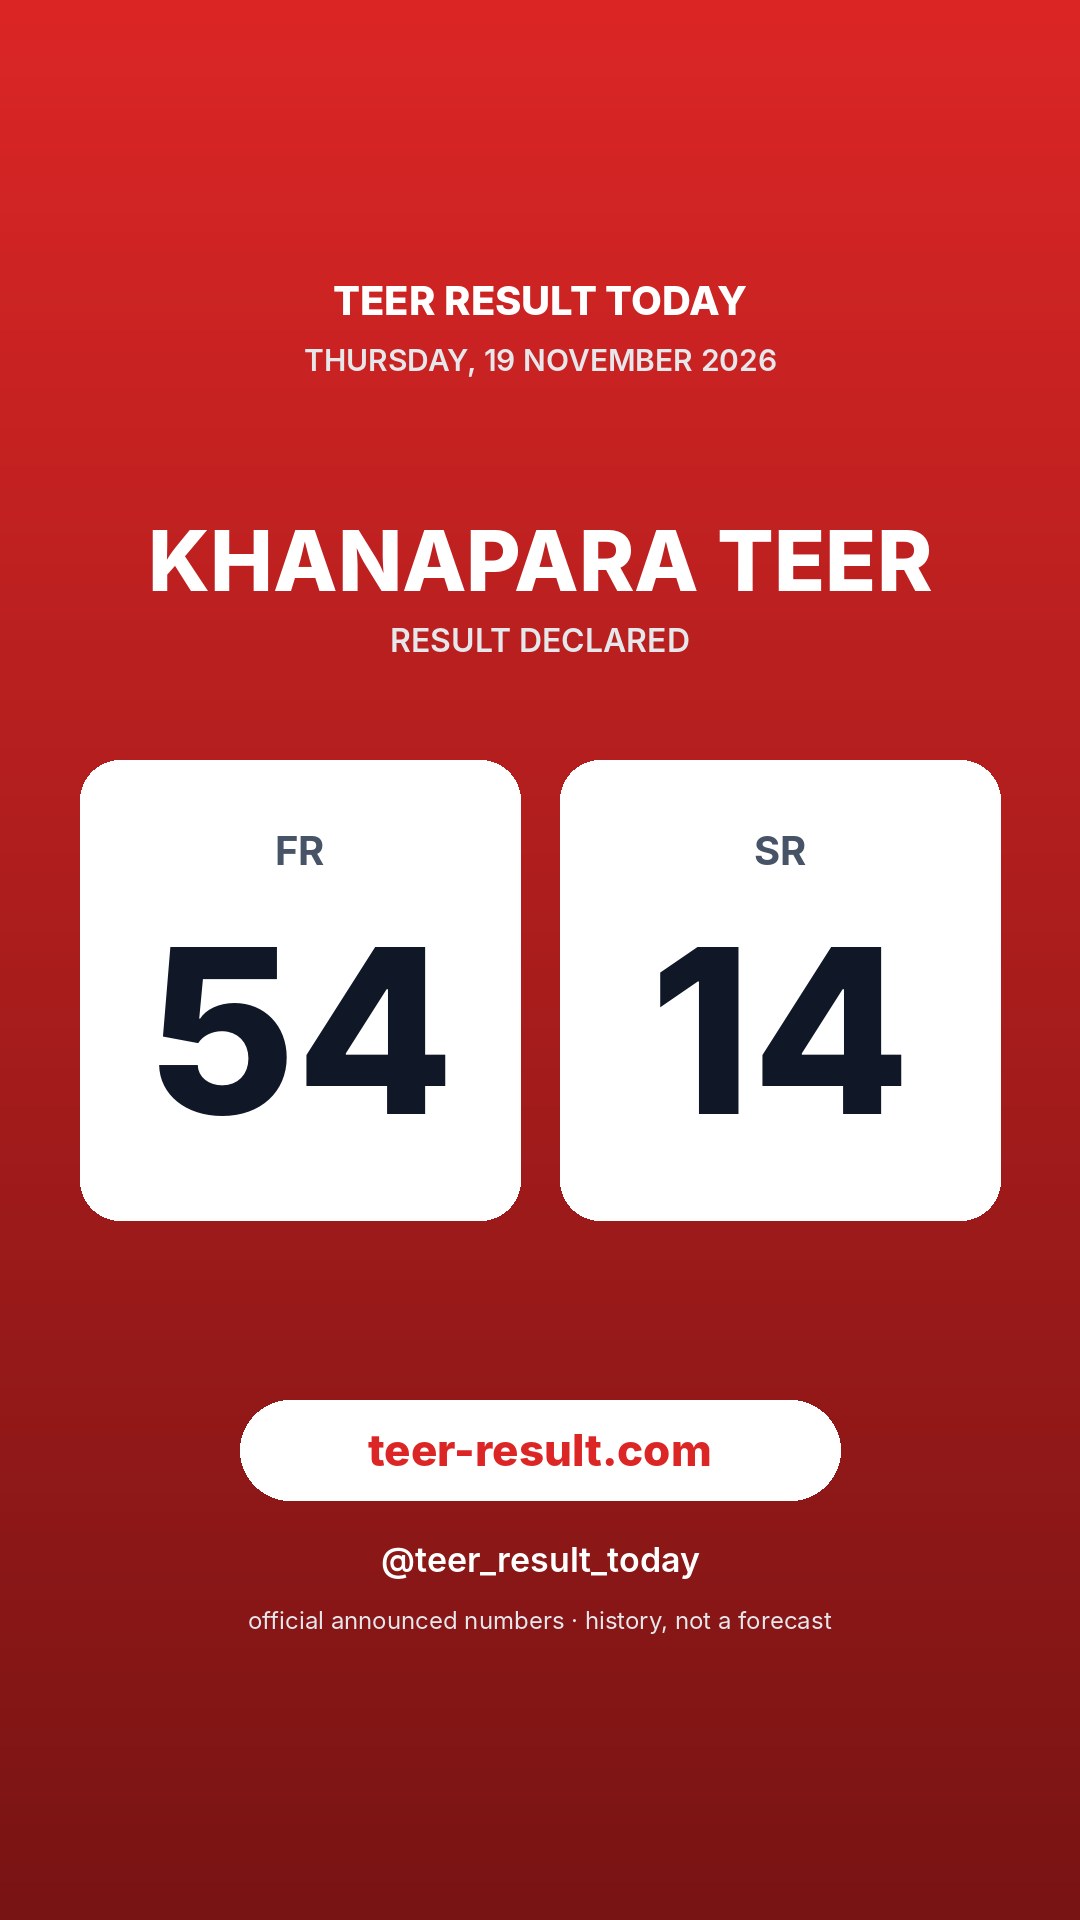 TEER RESULT TODAY
THURSDAY, 19 NOVEMBER 2026
KHANAPARA TEER
RESULT DECLARED
FR
54
SR
14
teer-result.com
@teer_result_today
official announced numbers · history, not a forecast